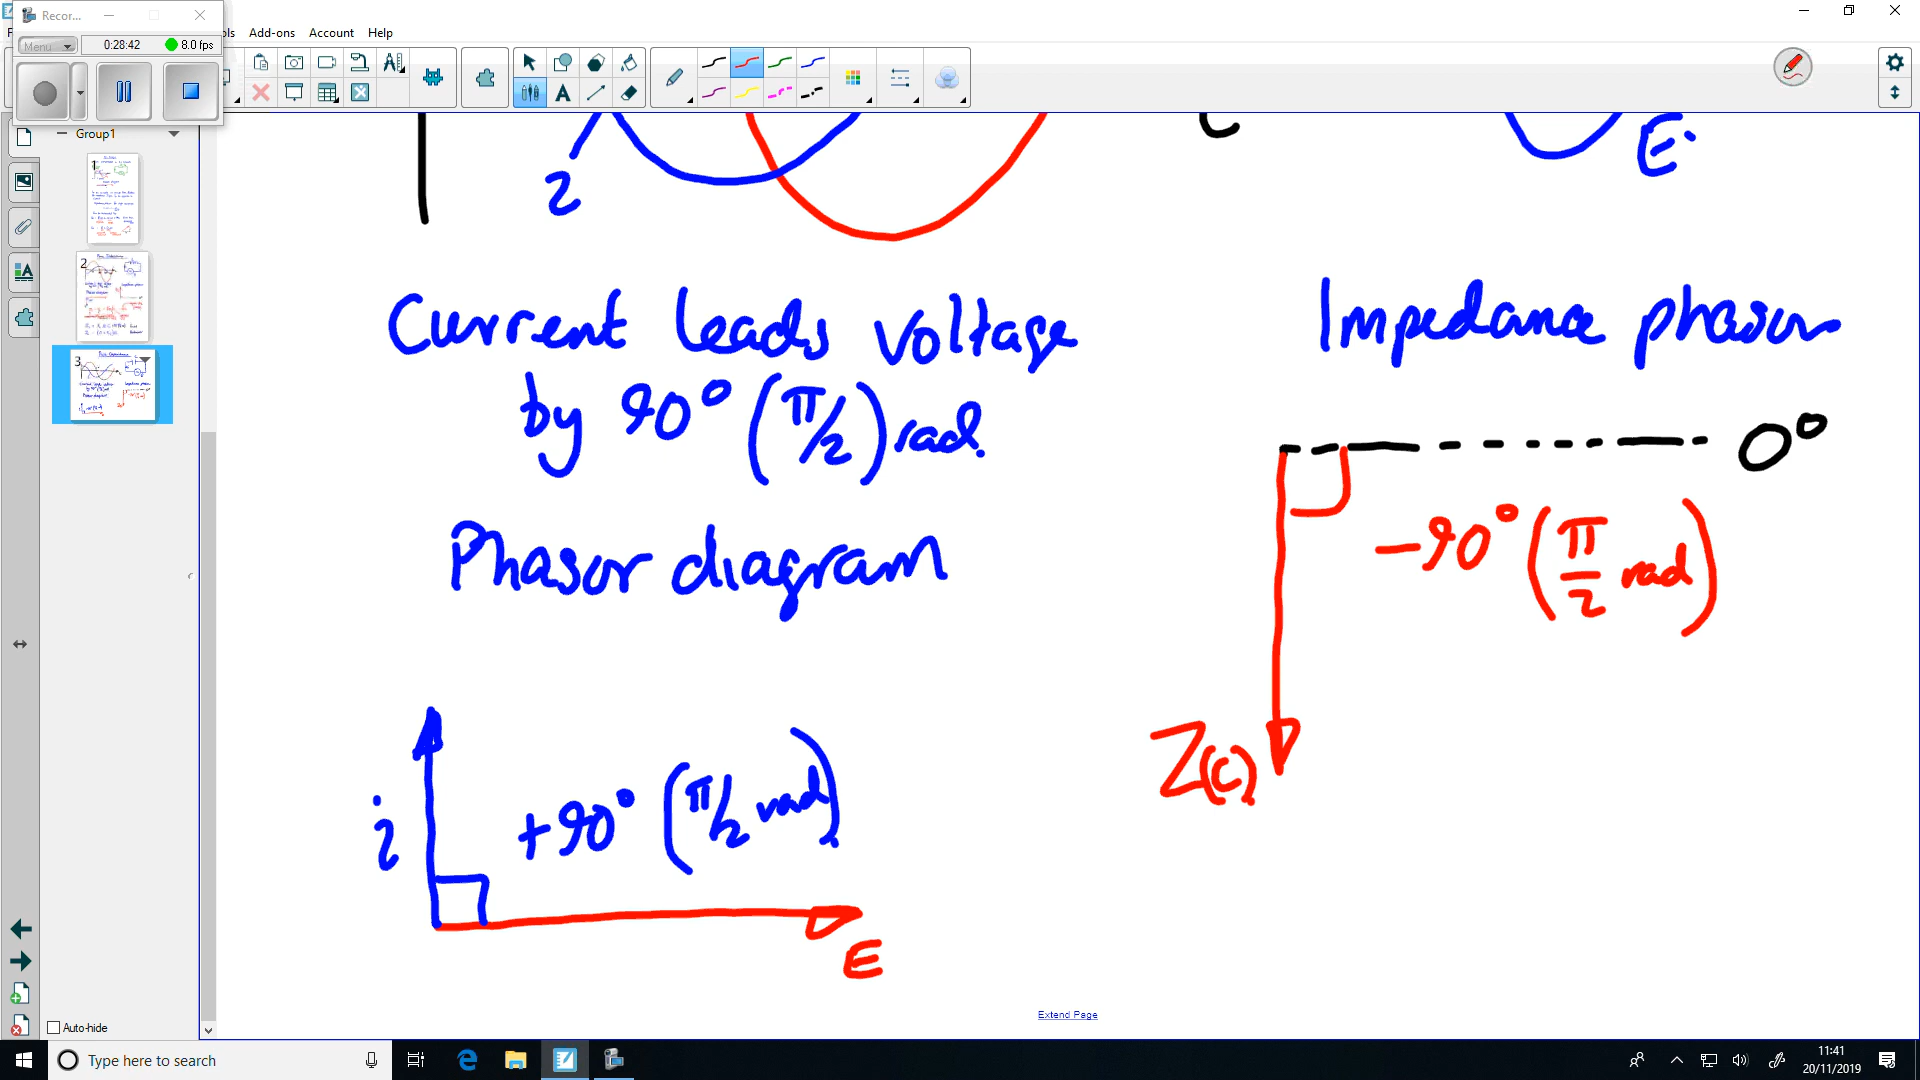 Recor...
Menu
0:28:42
8.0 fps
ols Add-ons Account Help
Group1
1
2
3
i
E.
Current leads voltage
by 90° (π/2) rad.
Impedance phasor
0°
-90° (π/2 rad)
Phasor diagram
Z(C)
i
+90° (π/2 rad)
E
Extend Page
Auto-hide
Type here to search
11:41
20/11/2019